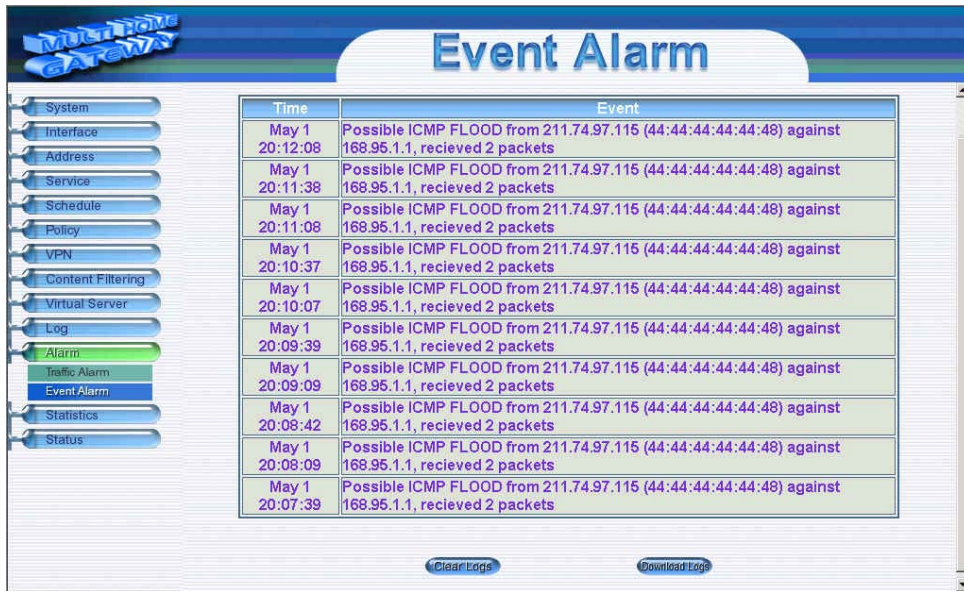 MULTI HOME
GATEWAY
Event Alarm
System
Interface
Address
Service
Schedule
Policy
VPN
Content Filtering
Virtual Server
Log
Alarm
Traffic Alarm
Event Alarm
Statistics
Status
Time Event
May 1 Possible ICMP FLOOD from 211.74.97.115 (44:44:44:44:44:48) against
20:12:08 168.95.1.1, recieved 2 packets
May 1 Possible ICMP FLOOD from 211.74.97.115 (44:44:44:44:44:48) against
20:11:38 168.95.1.1, recieved 2 packets
May 1 Possible ICMP FLOOD from 211.74.97.115 (44:44:44:44:44:48) against
20:11:08 168.95.1.1, recieved 2 packets
May 1 Possible ICMP FLOOD from 211.74.97.115 (44:44:44:44:44:48) against
20:10:37 168.95.1.1, recieved 2 packets
May 1 Possible ICMP FLOOD from 211.74.97.115 (44:44:44:44:44:48) against
20:10:07 168.95.1.1, recieved 2 packets
May 1 Possible ICMP FLOOD from 211.74.97.115 (44:44:44:44:44:48) against
20:09:39 168.95.1.1, recieved 2 packets
May 1 Possible ICMP FLOOD from 211.74.97.115 (44:44:44:44:44:48) against
20:09:09 168.95.1.1, recieved 2 packets
May 1 Possible ICMP FLOOD from 211.74.97.115 (44:44:44:44:44:48) against
20:08:42 168.95.1.1, recieved 2 packets
May 1 Possible ICMP FLOOD from 211.74.97.115 (44:44:44:44:44:48) against
20:08:09 168.95.1.1, recieved 2 packets
May 1 Possible ICMP FLOOD from 211.74.97.115 (44:44:44:44:44:48) against
20:07:39 168.95.1.1, recieved 2 packets
Clear Logs Download Logs